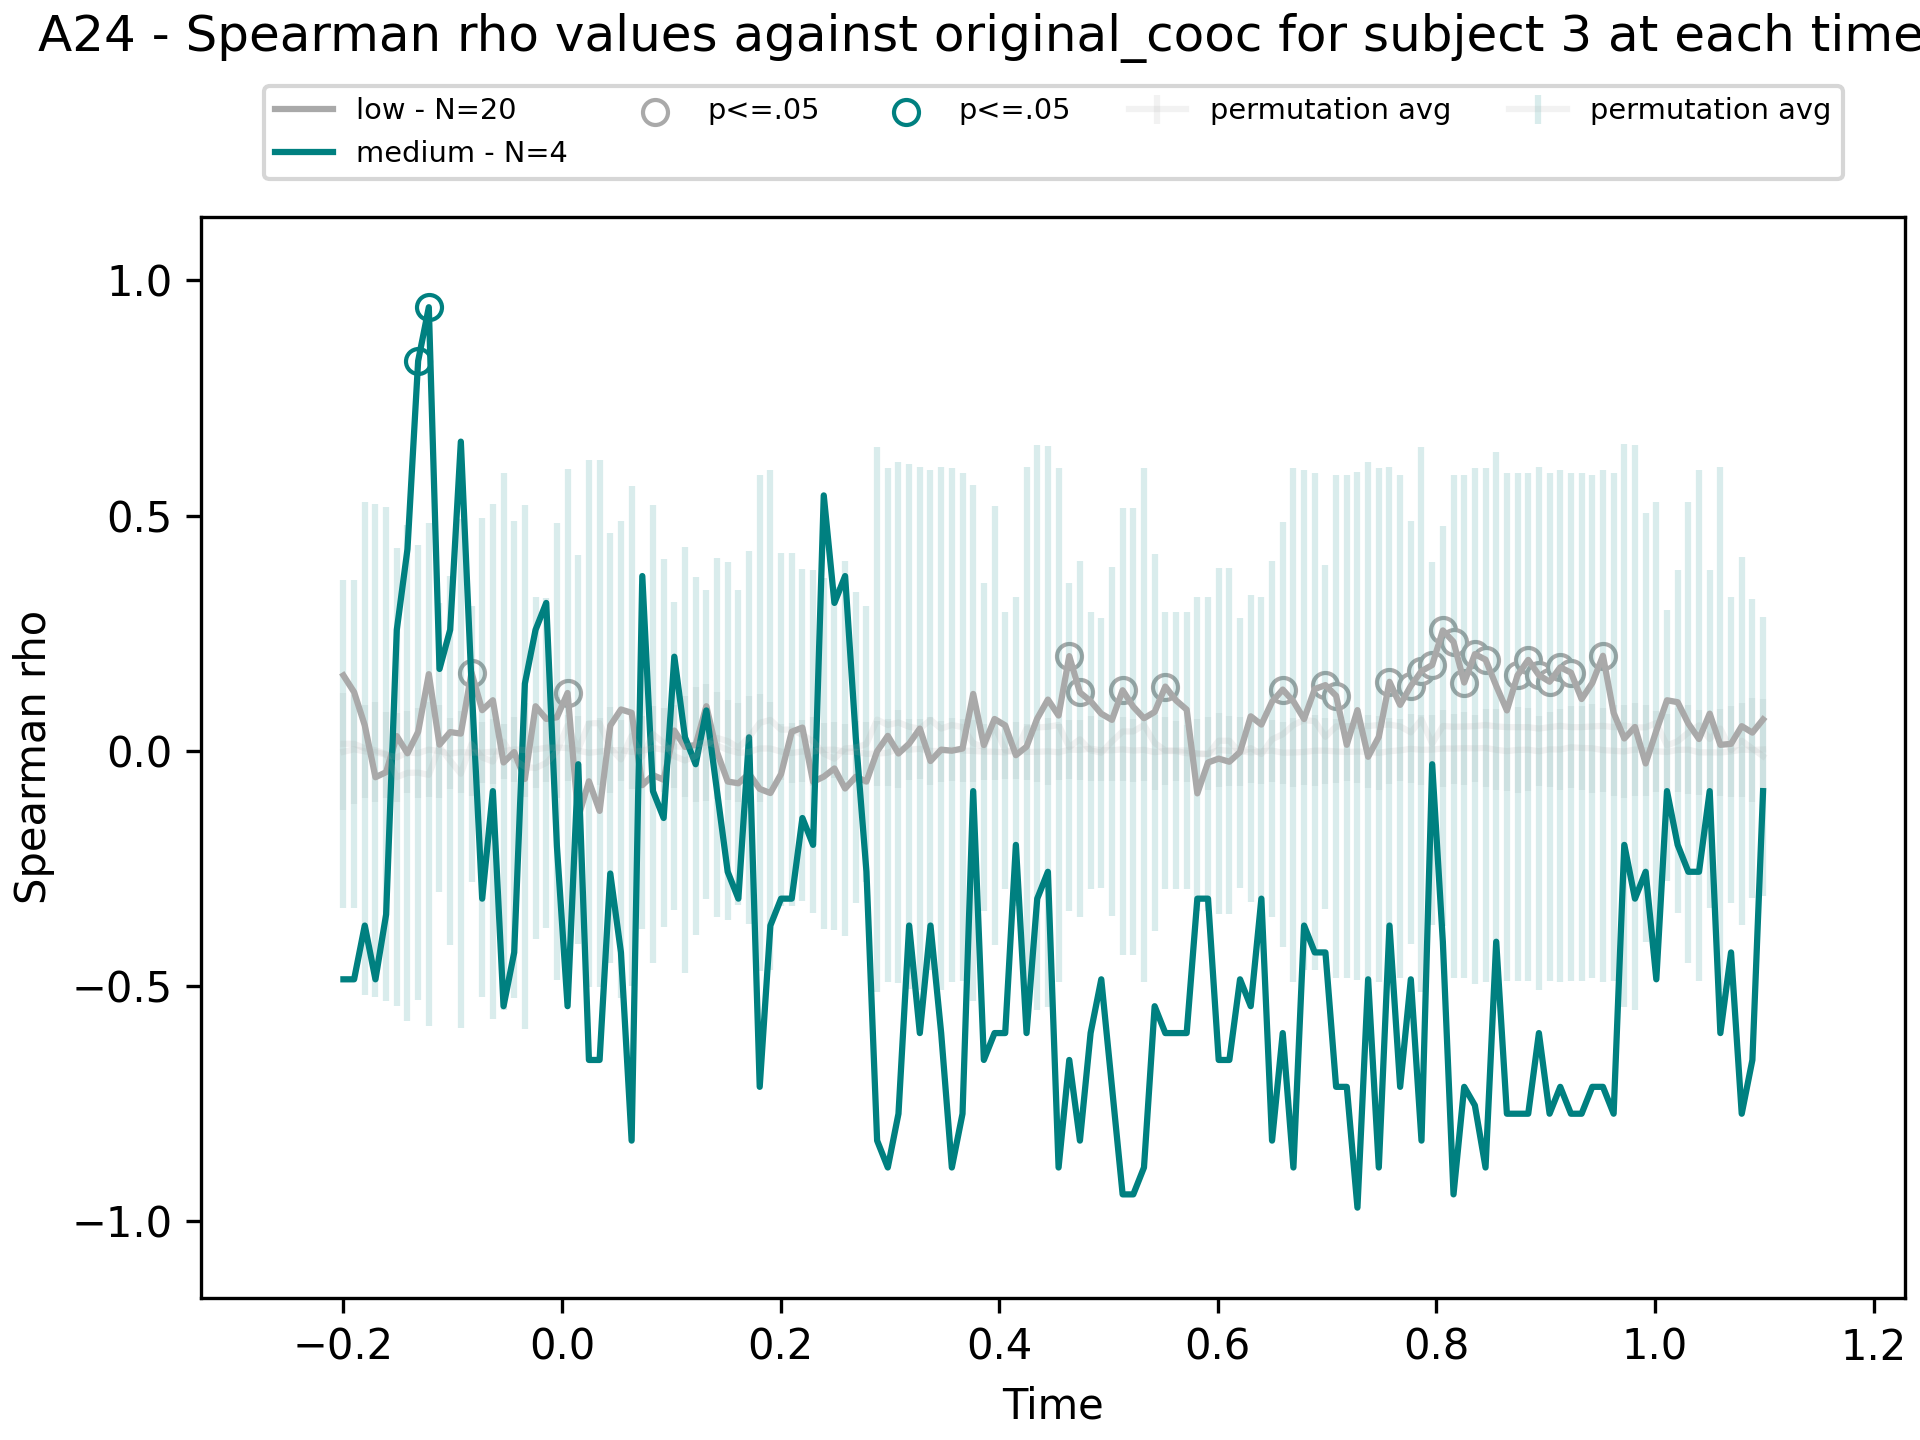 A24 - Spearman rho values against original_cooc for subject 3 at each time
low - N=20
medium - N=4
p<=.05
p<=.05
permutation avg
permutation avg
Spearman rho
1.0
0.5
0.0
−0.5
−1.0
−0.2
0.0
0.2
0.4
0.6
0.8
1.0
1.2
Time